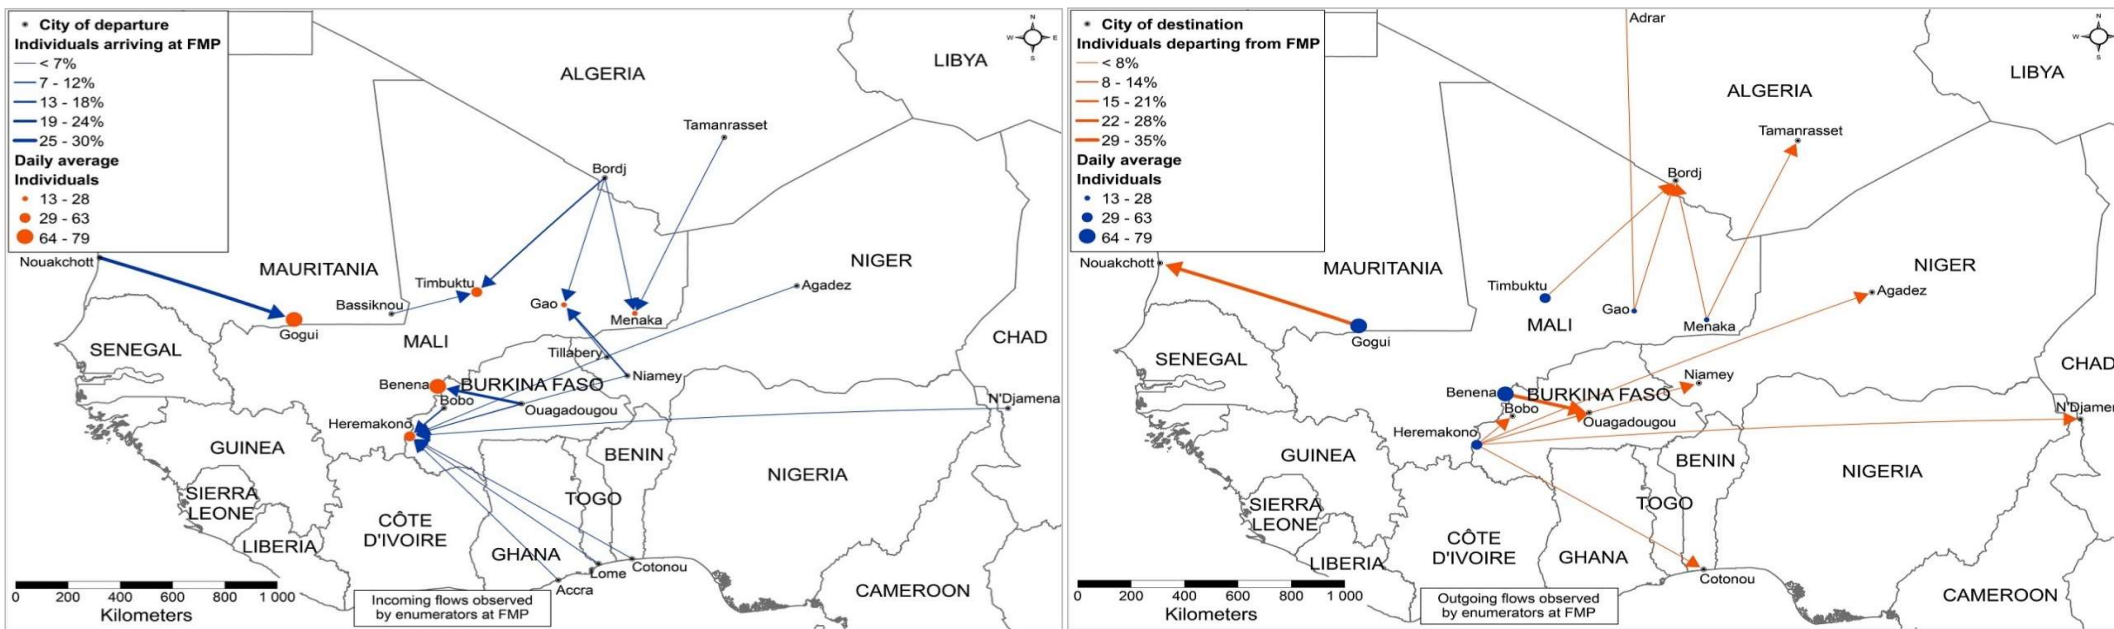 City of departure
Individuals arriving at FMP
< 7%
7 - 12%
13 - 18%
19 - 24%
25 - 30%
Daily average
Individuals
13 - 28
29 - 63
64 - 79
N
W E
S
ALGERIA
LIBYA
Tamanrasset
Bordj
Nouakchott
MAURITANIA
NIGER
Timbuktu
Bassiknou
Gao
Agadez
Menaka
Gogui
MALI
CHAD
SENEGAL
Tillabery
Niamey
Benena
BURKINA FASO
Bobo
Ouagadougou
N'Djamena
Heremakono
GUINEA
BENIN
NIGERIA
SIERRA
LEONE
TOGO
CÔTE
D'IVOIRE
LIBERIA
GHANA
Lome
Cotonou
Accra
CAMEROON
0 200 400 600 800 1 000
Kilometers
Incoming flows observed
by enumerators at FMP
City of destination
Individuals departing from FMP
< 8%
8 - 14%
15 - 21%
22 - 28%
29 - 35%
Daily average
Individuals
13 - 28
29 - 63
64 - 79
Adrar
N
W E
S
LIBYA
ALGERIA
Tamanrasset
Bordj
Nouakchott
MAURITANIA
NIGER
Timbuktu
Agadez
Gao
MALI
Menaka
Gogui
SENEGAL
CHAD
Niamey
Benena
BURKINA FASO
Bobo
N'Djamen
Ouagadougou
Heremakono
GUINEA
BENIN
NIGERIA
SIERRA
LEONE
TOGO
CÔTE
D'IVOIRE
GHANA
LIBERIA
Cotonou
CAMEROON
0 200 400 600 800 1 000
Kilometers
Outgoing flows observed
by enumerators at FMP